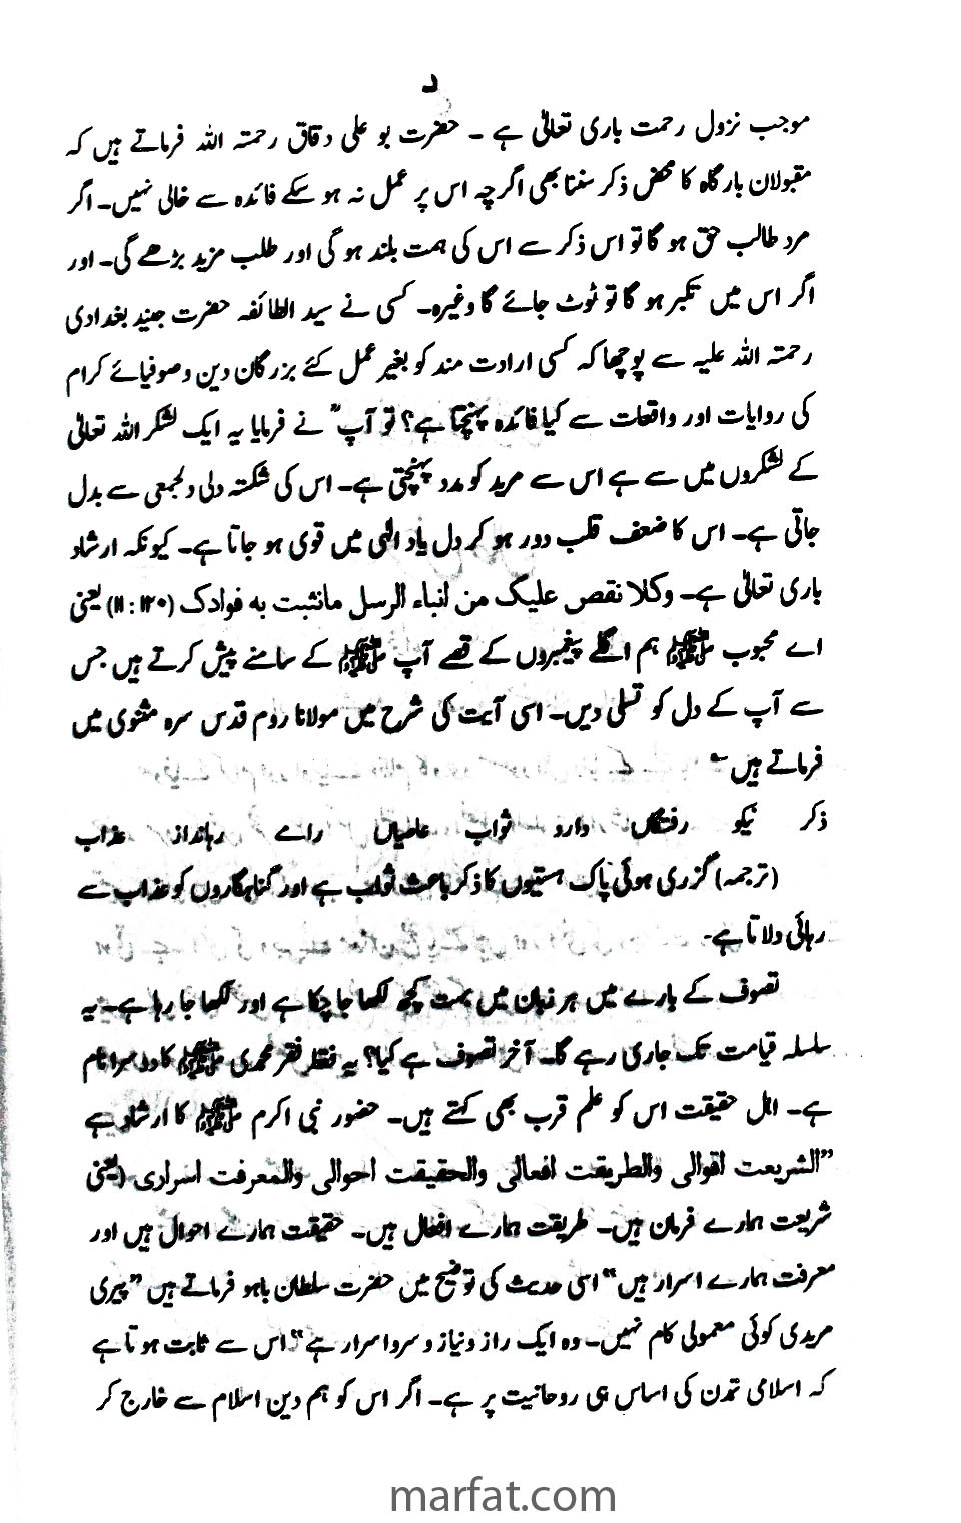 موجب نزول رحمت باری تعالیٰ ہے ۔ حضرت بو علی دقاق رحمتہ اللہ فرماتے ہیں کہ
مقبولان بارگاہ کا محض ذکر سننا بھی اگرچہ اس پر عمل نہ ہو سکے فائدہ سے خالی نہیں۔ اگر
مرد طالب حق ہو گا تو اس ذکر سے اس کی ہمت بلند ہو گی اور طلب مزید بڑھے گی۔ اور
اگر اس میں تکبر ہو گا تو ٹوٹ جائے گا وغیرہ۔ کسی نے سید الطائفہ حضرت جنید بغدادی
رحمتہ اللہ علیہ سے پوچھا کہ کسی ارادت مند کو بغیر عمل کئے بزرگان دین و صوفیائے کرام
کی روایات اور واقعات سے کیا فائدہ پہنچتا ہے؟ تو آپؒ نے فرمایا یہ ایک لشکر اللہ تعالیٰ
کے لشکروں میں سے ہے اس سے مرید کو مدد پہنچتی ہے۔ اس کی شکستہ دلی دلجمعی سے بدل
جاتی ہے۔ اس کا ضعف قلب دور ہو کر دل یاد الٰہی میں قوی ہو جاتا ہے۔ کیونکہ ارشاد
باری تعالیٰ ہے۔ وکلا نقص علیک من انباء الرسل مانثبت بہ فوادک (۱۱ : ۱۲۰) یعنی
اے محبوب ﷺ ہم اگلے پیغمبروں کے قصے آپ ﷺ کے سامنے پیش کرتے ہیں جس
سے آپ کے دل کو تسلی دیں۔ اسی آیت کی شرح میں مولانا روم قدس سرہ مثنوی میں
فرماتے ہیں ؎
ذکر نیکو رفتگاں دارد ثواب عاصیاں راے رہاندا‌ز عذاب
(ترجمہ) گزری ہوئی پاک ہستیوں کا ذکر باعث ثواب ہے اور گناہگاروں کو عذاب سے
رہائی دلاتا ہے۔
تصوف کے بارے میں ہر زبان میں بہت کچھ لکھا جا چکا ہے اور لکھا جا رہا ہے۔ یہ
سلسلہ قیامت تک جاری رہے گا۔ آخر تصوف ہے کیا؟ یہ فقط فقر محمدی ﷺ کا دوسرا نام
ہے۔ اہل حقیقت اس کو علم قرب بھی کہتے ہیں۔ حضور نبی اکرم ﷺ کا ارشاد ہے
”الشریعت اقوالی والطریقت افعالی والحقیقت احوالی والمعرفت اسراری (یعنی
شریعت ہمارے فرمان ہیں۔ طریقت ہمارے افعال ہیں۔ حقیقت ہمارے احوال ہیں اور
معرفت ہمارے اسرار ہیں“ اسی حدیث کی توضیح میں حضرت سلطان باہو فرماتے ہیں ”پیری
مریدی کوئی معمولی کام نہیں۔ وہ ایک راز و نیاز و سر و اسرار ہے“ اس سے ثابت ہوتا ہے
کہ اسلامی تمدن کی اساس ہی روحانیت پر ہے۔ اگر اس کو ہم دین اسلام سے خارج کر
marfat.com